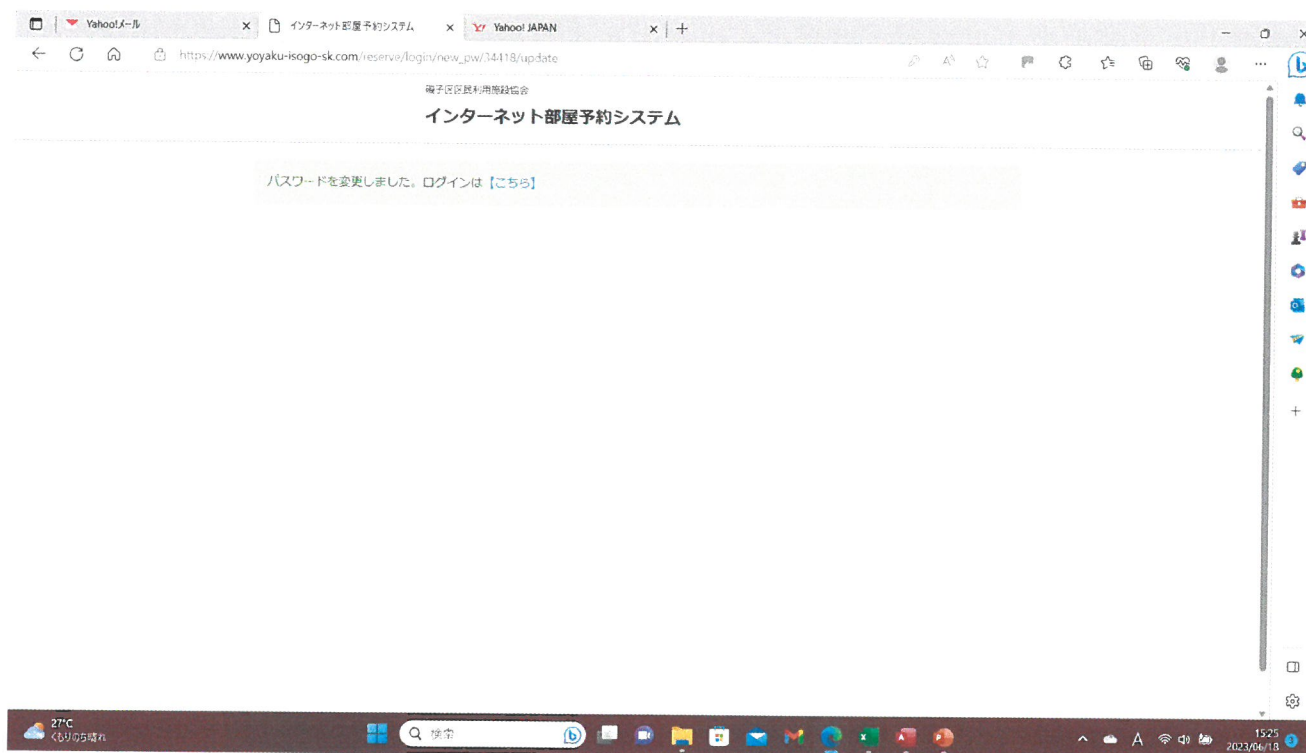 Yahoo!メール
インターネット部屋予約システム
Yahoo! JAPAN
https://www.yoyaku-isogo-sk.com/reserve/login/new_pw/34418/update
磯子区区民利用施設協会
インターネット部屋予約システム
パスワードを変更しました。ログインは【こちら】
27°C
くもりのち晴れ
検索
A
15:25
2023/06/18
3